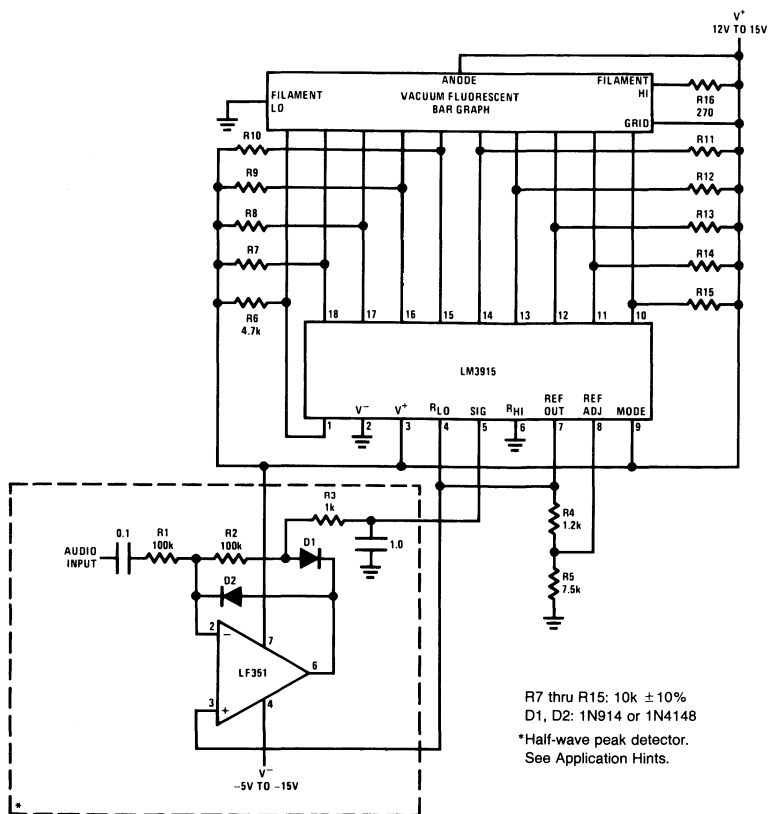 V+
12V TO 15V
ANODE
FILAMENT
LO
VACUUM FLUORESCENT
BAR GRAPH
FILAMENT
HI
GRID
R16
270
R10
R11
R9
R12
R8
R13
R7
R14
R6
4.7k
R15
18 17 16 15 14 13 12 11 10
LM3915
V− V+ RLO SIG RHI REF OUT REF ADJ MODE
1 2 3 4 5 6 7 8 9
R3
1k
R4
1.2k
0.1
R1
100k
R2
100k
D1
1.0
AUDIO
INPUT
D2
R5
7.5k
2
−
7
LF351
6
3
+
4
V−
−5V TO −15V
*
R7 thru R15: 10k ±10%
D1, D2: 1N914 or 1N4148
*Half-wave peak detector.
See Application Hints.